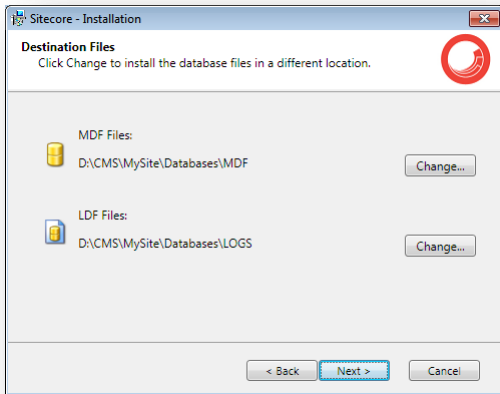 Sitecore - Installation
Destination Files
Click Change to install the database files in a different location.
MDF Files:
D:\CMS\MySite\Databases\MDF
Change...
LDF Files:
D:\CMS\MySite\Databases\LOGS
Change...
< Back Next > Cancel